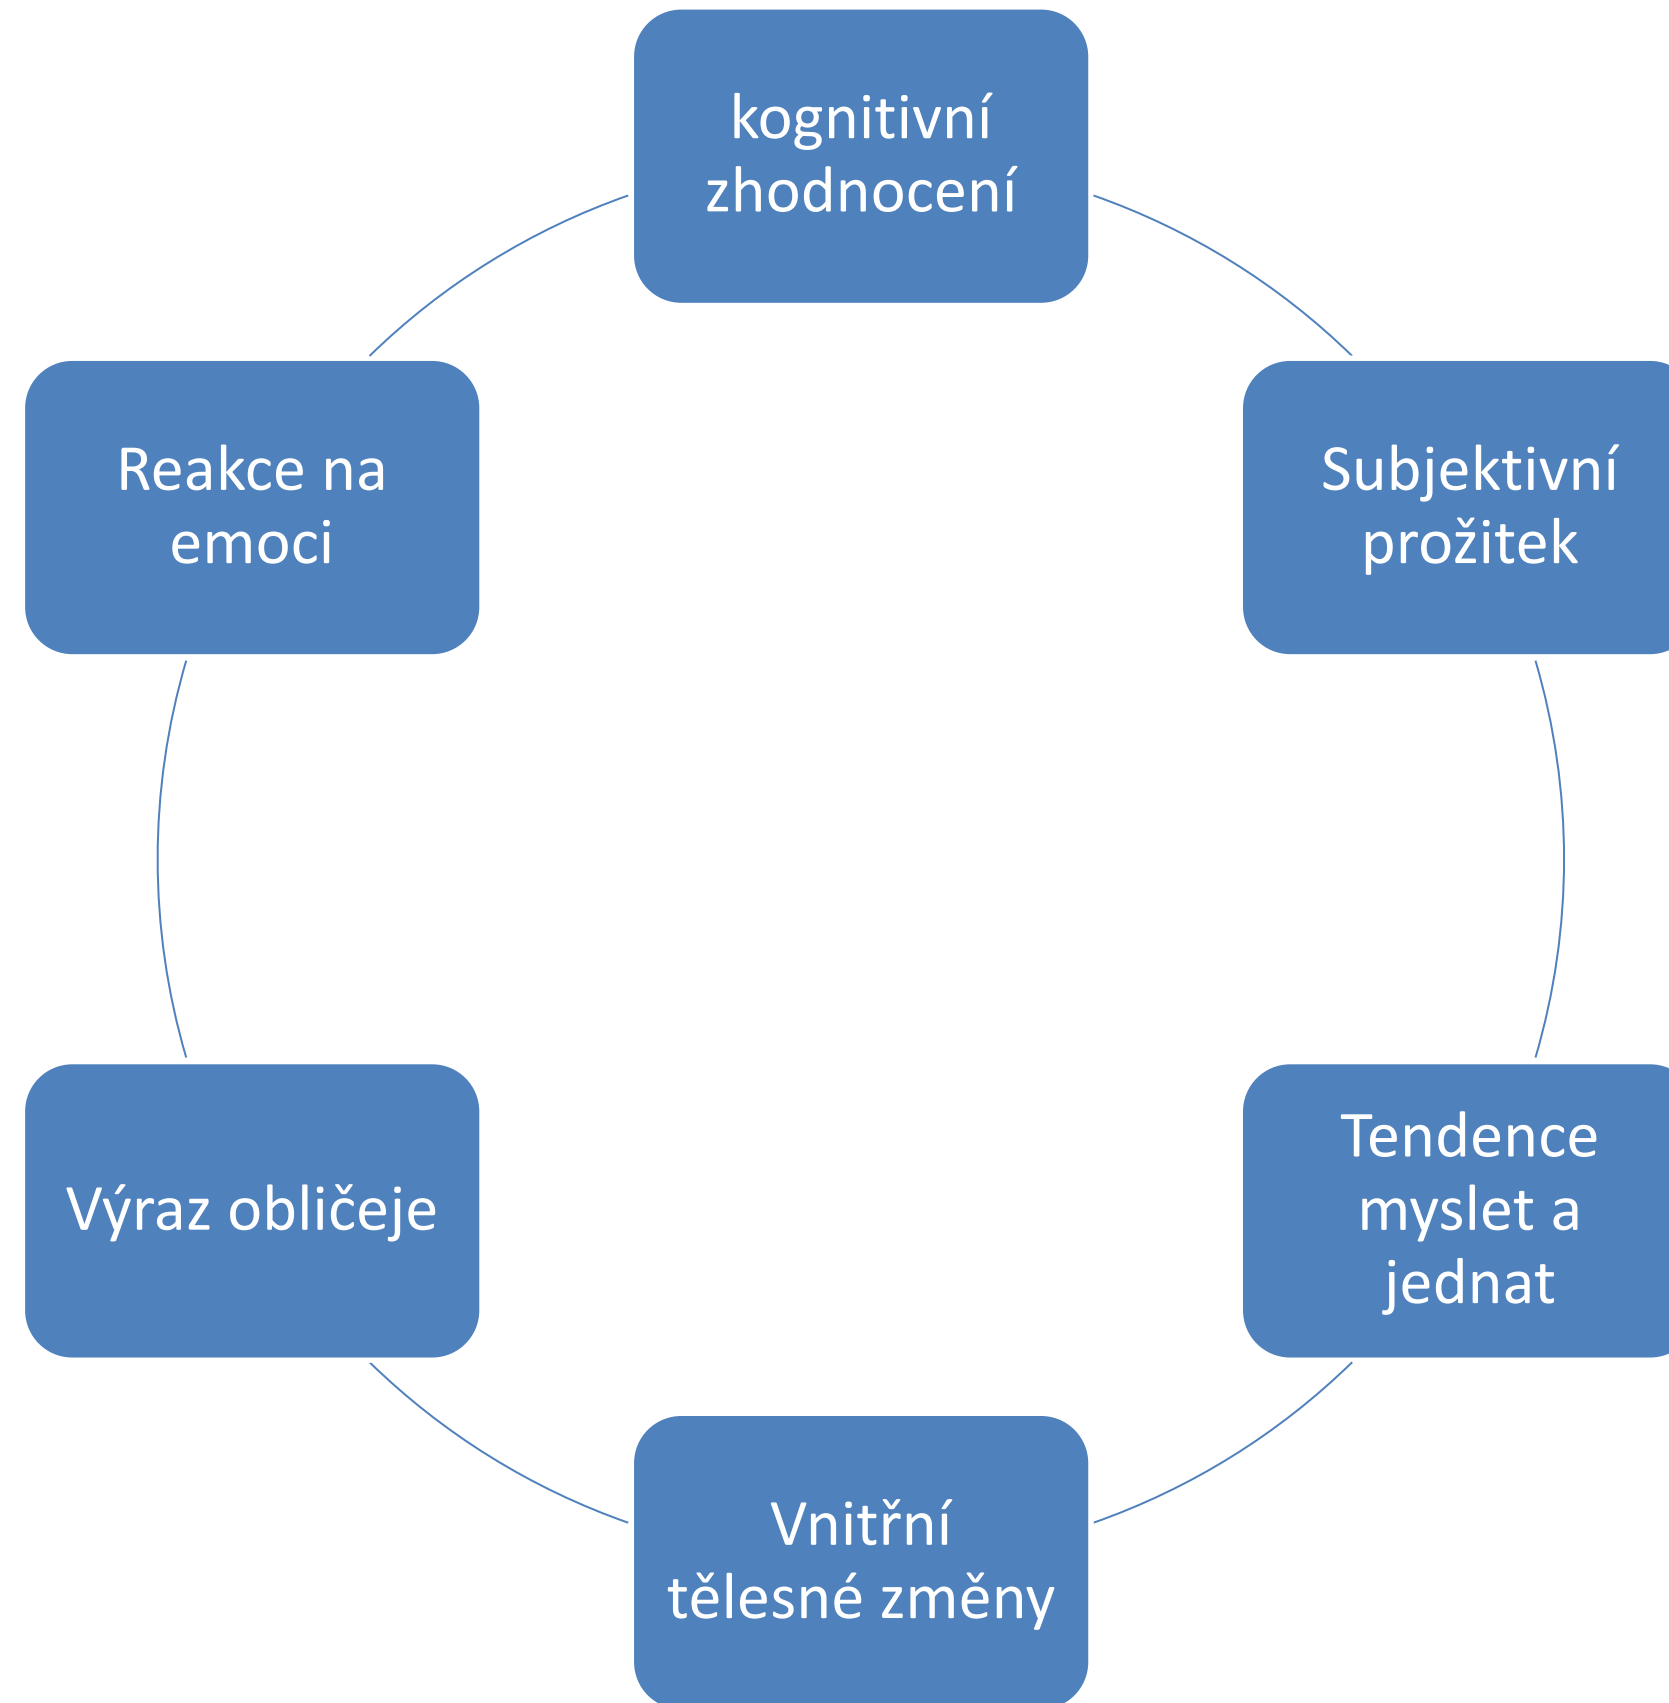 kognitivní
zhodnocení
Subjektivní
prožitek
Tendence
myslet a
jednat
Vnitřní
tělesné změny
Výraz obličeje
Reakce na
emoci